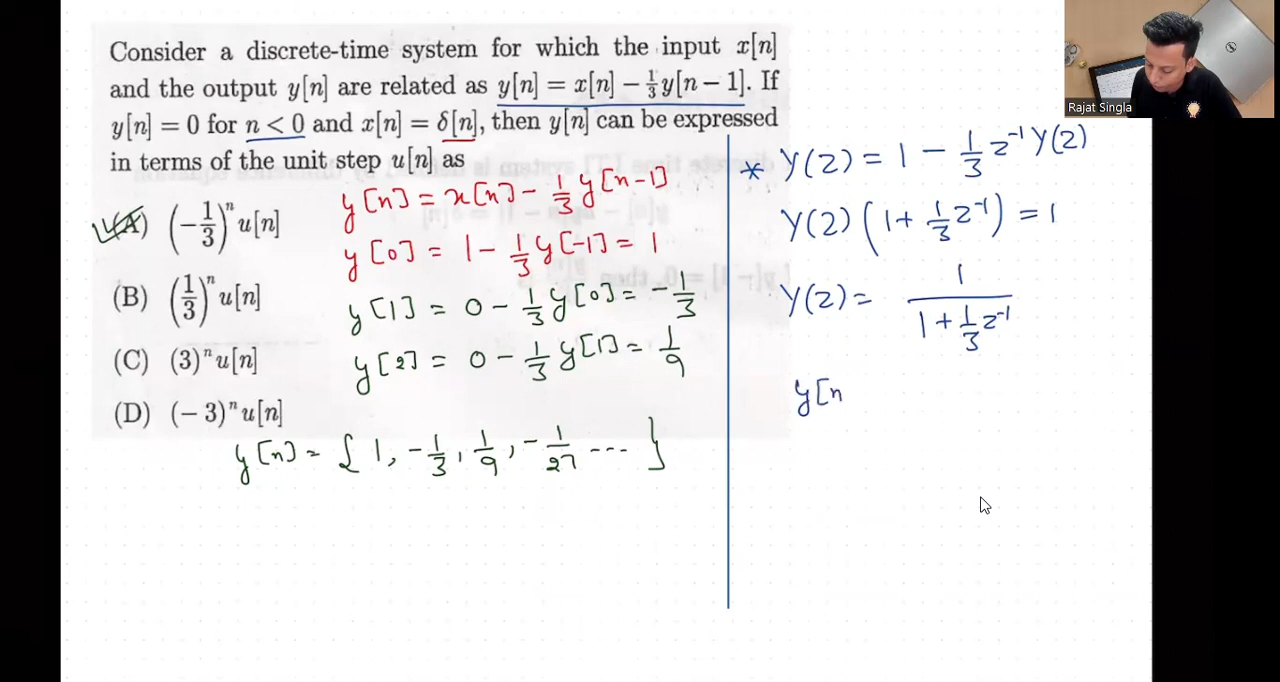 Consider a discrete-time system for which the input x[n]
and the output y[n] are related as y[n] = x[n] − 1/3 y[n − 1]. If
y[n] = 0 for n < 0 and x[n] = δ[n], then y[n] can be expressed
in terms of the unit step u[n] as
(A) (−1/3)ⁿ u[n]
(B) (1/3)ⁿ u[n]
(C) (3)ⁿ u[n]
(D) (− 3)ⁿ u[n]
y[n] = x[n] − 1/3 y[n−1]
y[0] = 1 − 1/3 y[−1] = 1
y[1] = 0 − 1/3 y[0] = − 1/3
y[2] = 0 − 1/3 y[1] = 1/9
y[n] = { 1, − 1/3, 1/9, − 1/27 --- }
* Y(z) = 1 − 1/3 z⁻¹ Y(z)
Y(z) (1 + 1/3 z⁻¹) = 1
Y(z) = 1 / (1 + 1/3 z⁻¹)
y[n
Rajat Singla